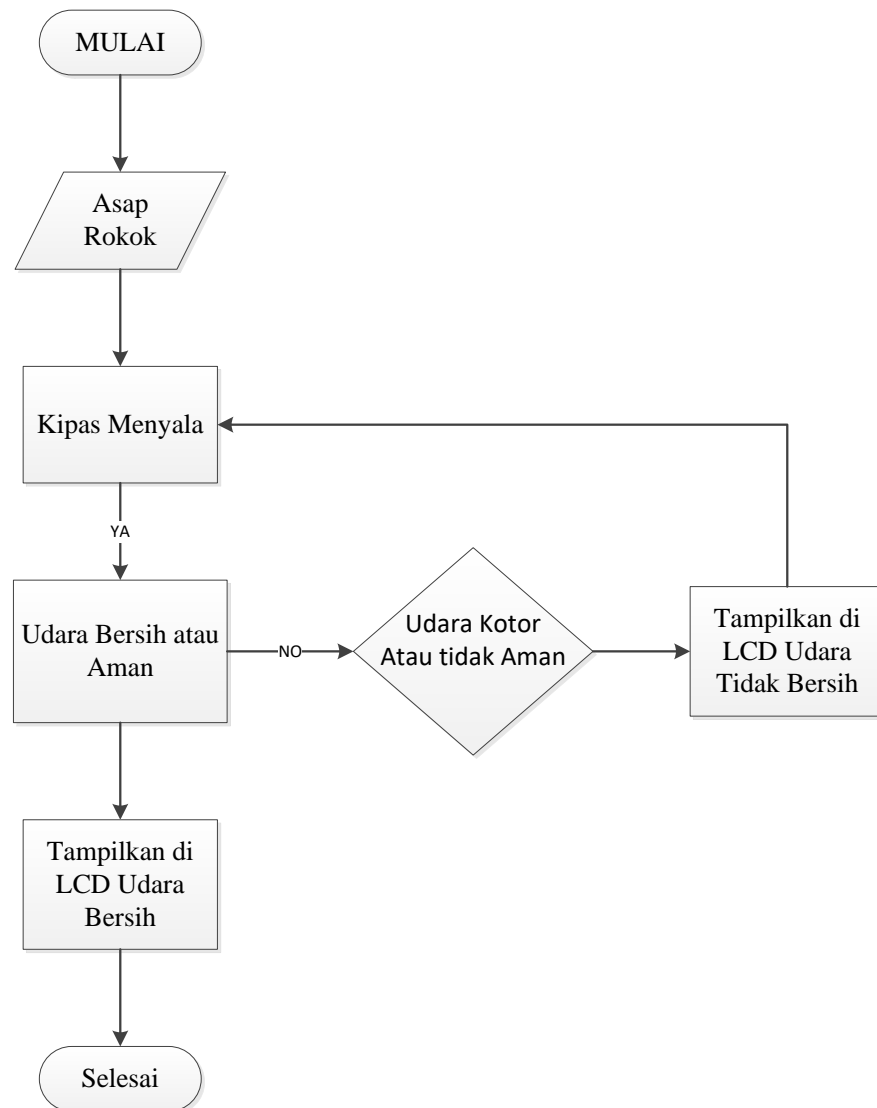 MULAI
Asap
Rokok
Kipas Menyala
YA
Udara Bersih atau
Aman
NO
Udara Kotor
Atau tidak Aman
Tampilkan di
LCD Udara
Tidak Bersih
Tampilkan di
LCD Udara
Bersih
Selesai